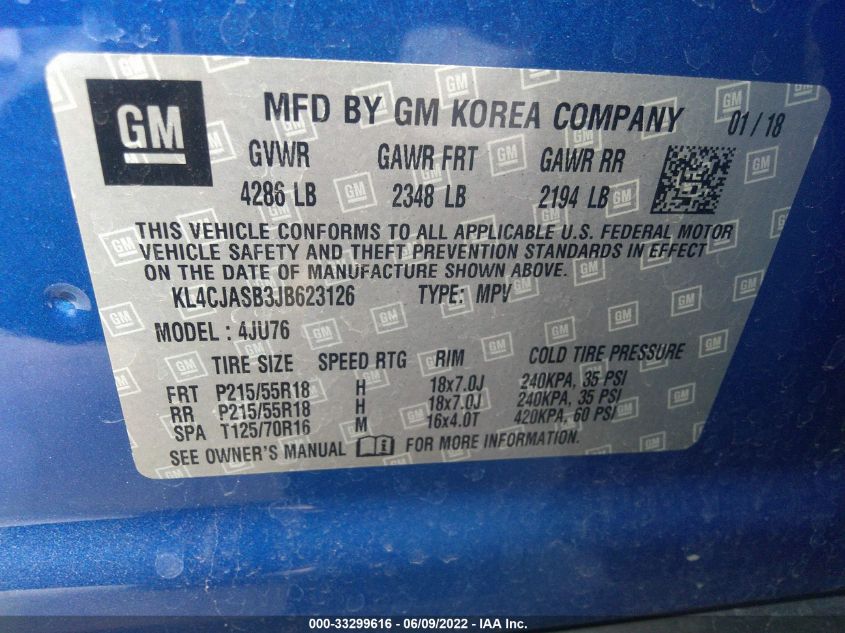 GM MFD BY GM KOREA COMPANY 01 / 18
GVWR GAWR FRT GAWR RR
4286 LB 2348 LB 2194 LB
THIS VEHICLE CONFORMS TO ALL APPLICABLE U.S. FEDERAL MOTOR
VEHICLE SAFETY AND THEFT PREVENTION STANDARDS IN EFFECT
ON THE DATE OF MANUFACTURE SHOWN ABOVE.
KL4CJASB3JB623126 TYPE: MPV
MODEL : 4JU76
TIRE SIZE SPEED RTG RIM COLD TIRE PRESSURE
FRT P215/55R18 H 18x7.0J 240KPA, 35 PSI
RR P215/55R18 H 18x7.0J 240KPA, 35 PSI
SPA T125/70R16 M 16x4.0T 420KPA, 60 PSI
SEE OWNER'S MANUAL FOR MORE INFORMATION.
000-33299616 - 06/09/2022 - IAA Inc.